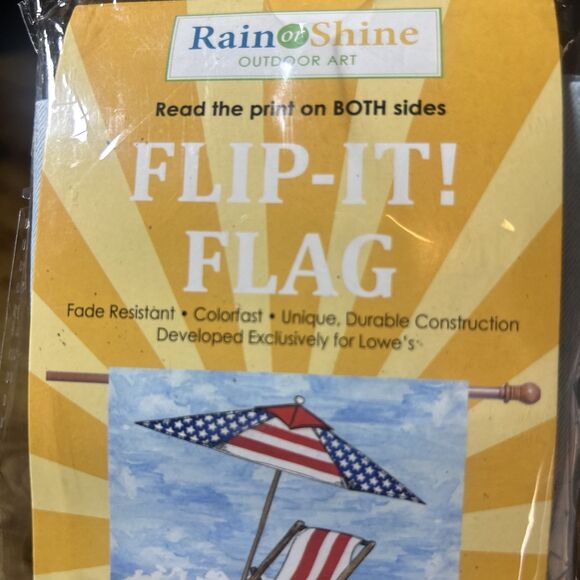 Rain or Shine
OUTDOOR ART
Read the print on BOTH sides
FLIP-IT!
FLAG
Fade Resistant • Colorfast • Unique, Durable Construction
Developed Exclusively for Lowe's